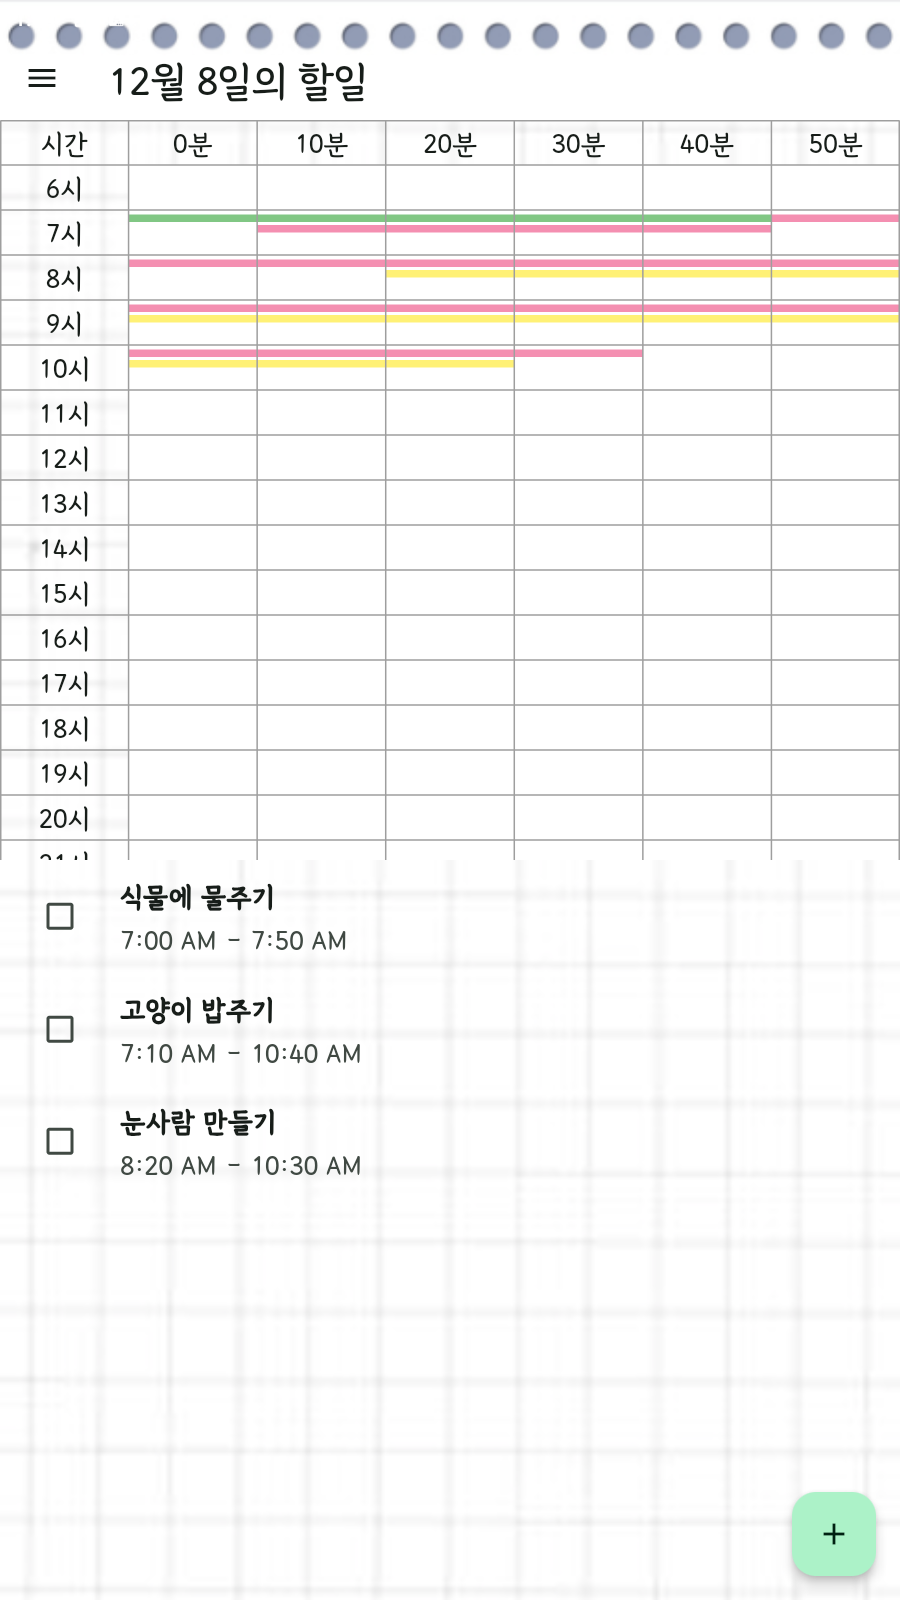 12월 8일의 할일
시간 0분 10분 20분 30분 40분 50분
6시
7시
8시
9시
10시
11시
12시
13시
14시
15시
16시
17시
18시
19시
20시
식물에 물주기
7:00 AM - 7:50 AM
고양이 밥주기
7:10 AM - 10:40 AM
눈사람 만들기
8:20 AM - 10:30 AM